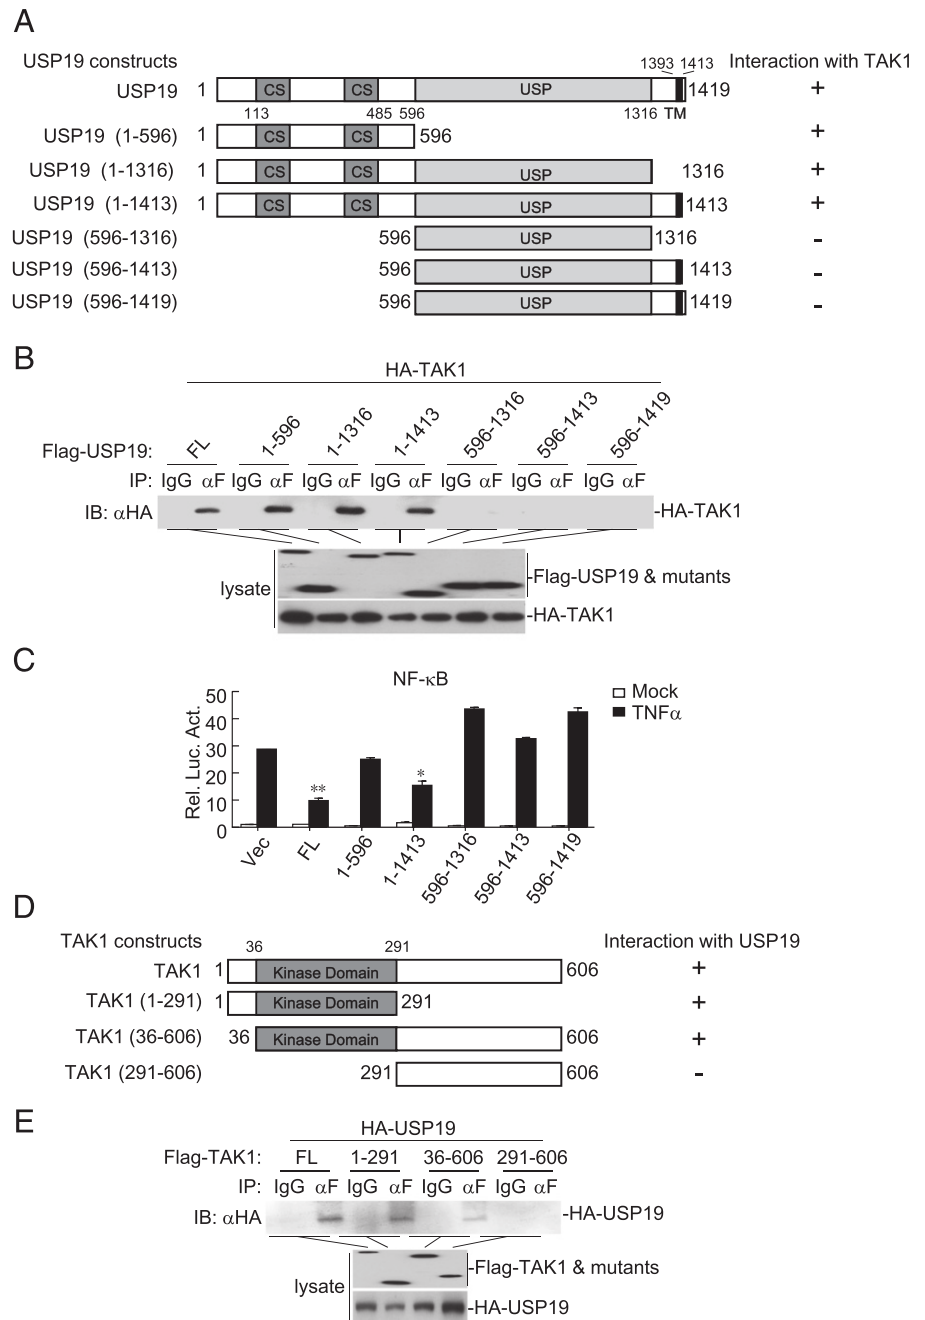 A
USP19 constructs 1393 1413 Interaction with TAK1
USP19 1 CS CS USP 1419 +
113 485 596 1316 TM
USP19 (1-596) 1 CS CS 596 +
USP19 (1-1316) 1 CS CS USP 1316 +
USP19 (1-1413) 1 CS CS USP 1413 +
USP19 (596-1316) 596 USP 1316 -
USP19 (596-1413) 596 USP 1413 -
USP19 (596-1419) 596 USP 1419 -
B
HA-TAK1
Flag-USP19: FL 1-596 1-1316 1-1413 596-1316 596-1413 596-1419
IP: IgG αF IgG αF IgG αF IgG αF IgG αF IgG αF IgG αF
IB: αHA -HA-TAK1
lysate -Flag-USP19 & mutants
-HA-TAK1
C
NF-κB
Rel. Luc. Act.
50
40
30
20
10
0
Mock
TNFα
** *
Vec FL 1-596 1-1413 596-1316 596-1413 596-1419
D
TAK1 constructs 36 291 Interaction with USP19
TAK1 1 Kinase Domain 606 +
TAK1 (1-291) 1 Kinase Domain 291 +
TAK1 (36-606) 36 Kinase Domain 606 +
TAK1 (291-606) 291 606 -
E
HA-USP19
Flag-TAK1: FL 1-291 36-606 291-606
IP: IgG αF IgG αF IgG αF IgG αF
IB: αHA -HA-USP19
lysate -Flag-TAK1 & mutants
-HA-USP19